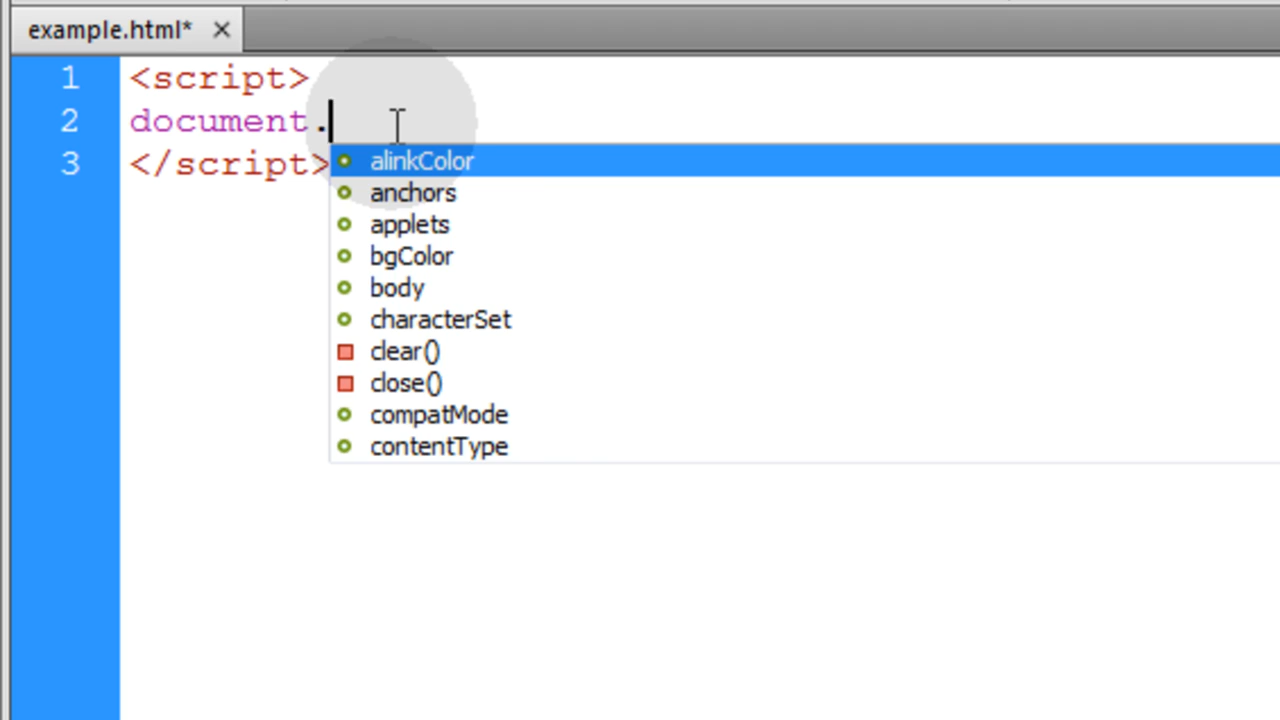 example.html* ×
1 <script>
2 document.
3 </script>
alinkColor
anchors
applets
bgColor
body
characterSet
clear()
close()
compatMode
contentType